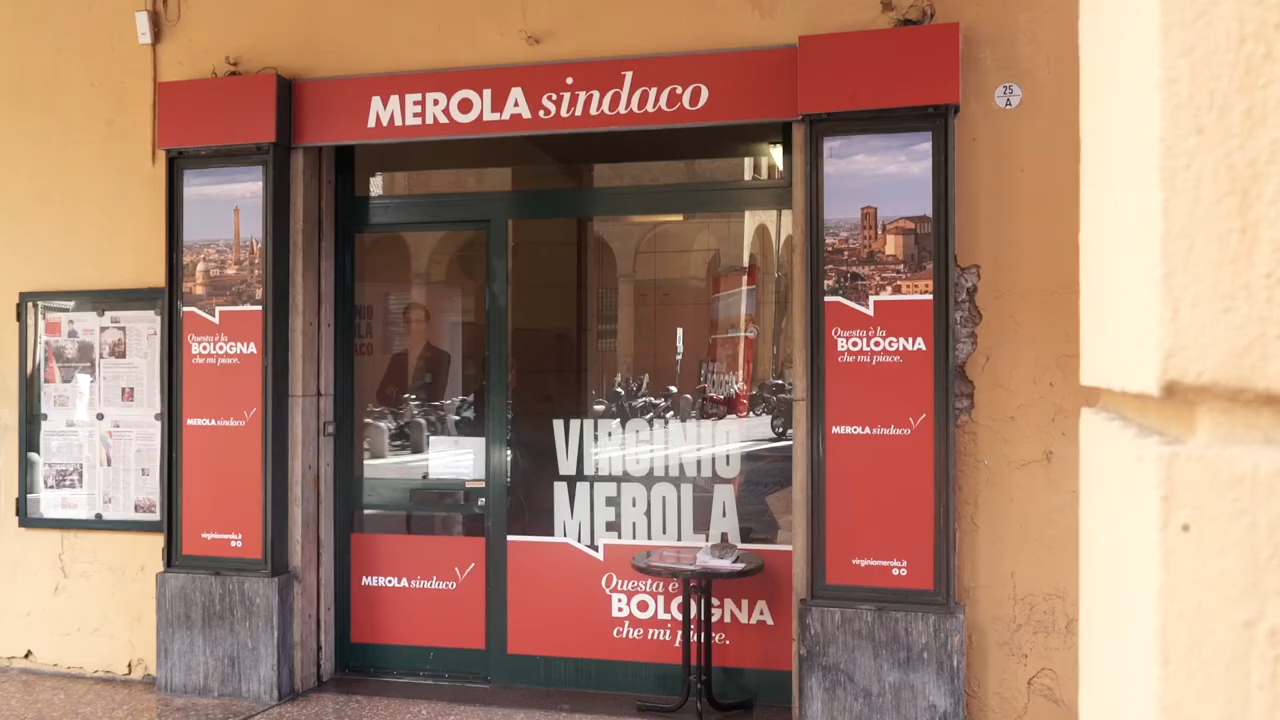 MEROLA sindaco
25
A
Questa è la
BOLOGNA
che mi piace.
MEROLA sindaco
virginiomerola.it
VIRGINIO
MEROLA
MEROLA sindaco
Questa è
BOLOGNA
che mi piace.
Questa è la
BOLOGNA
che mi piace.
MEROLA sindaco
virginiomerola.it